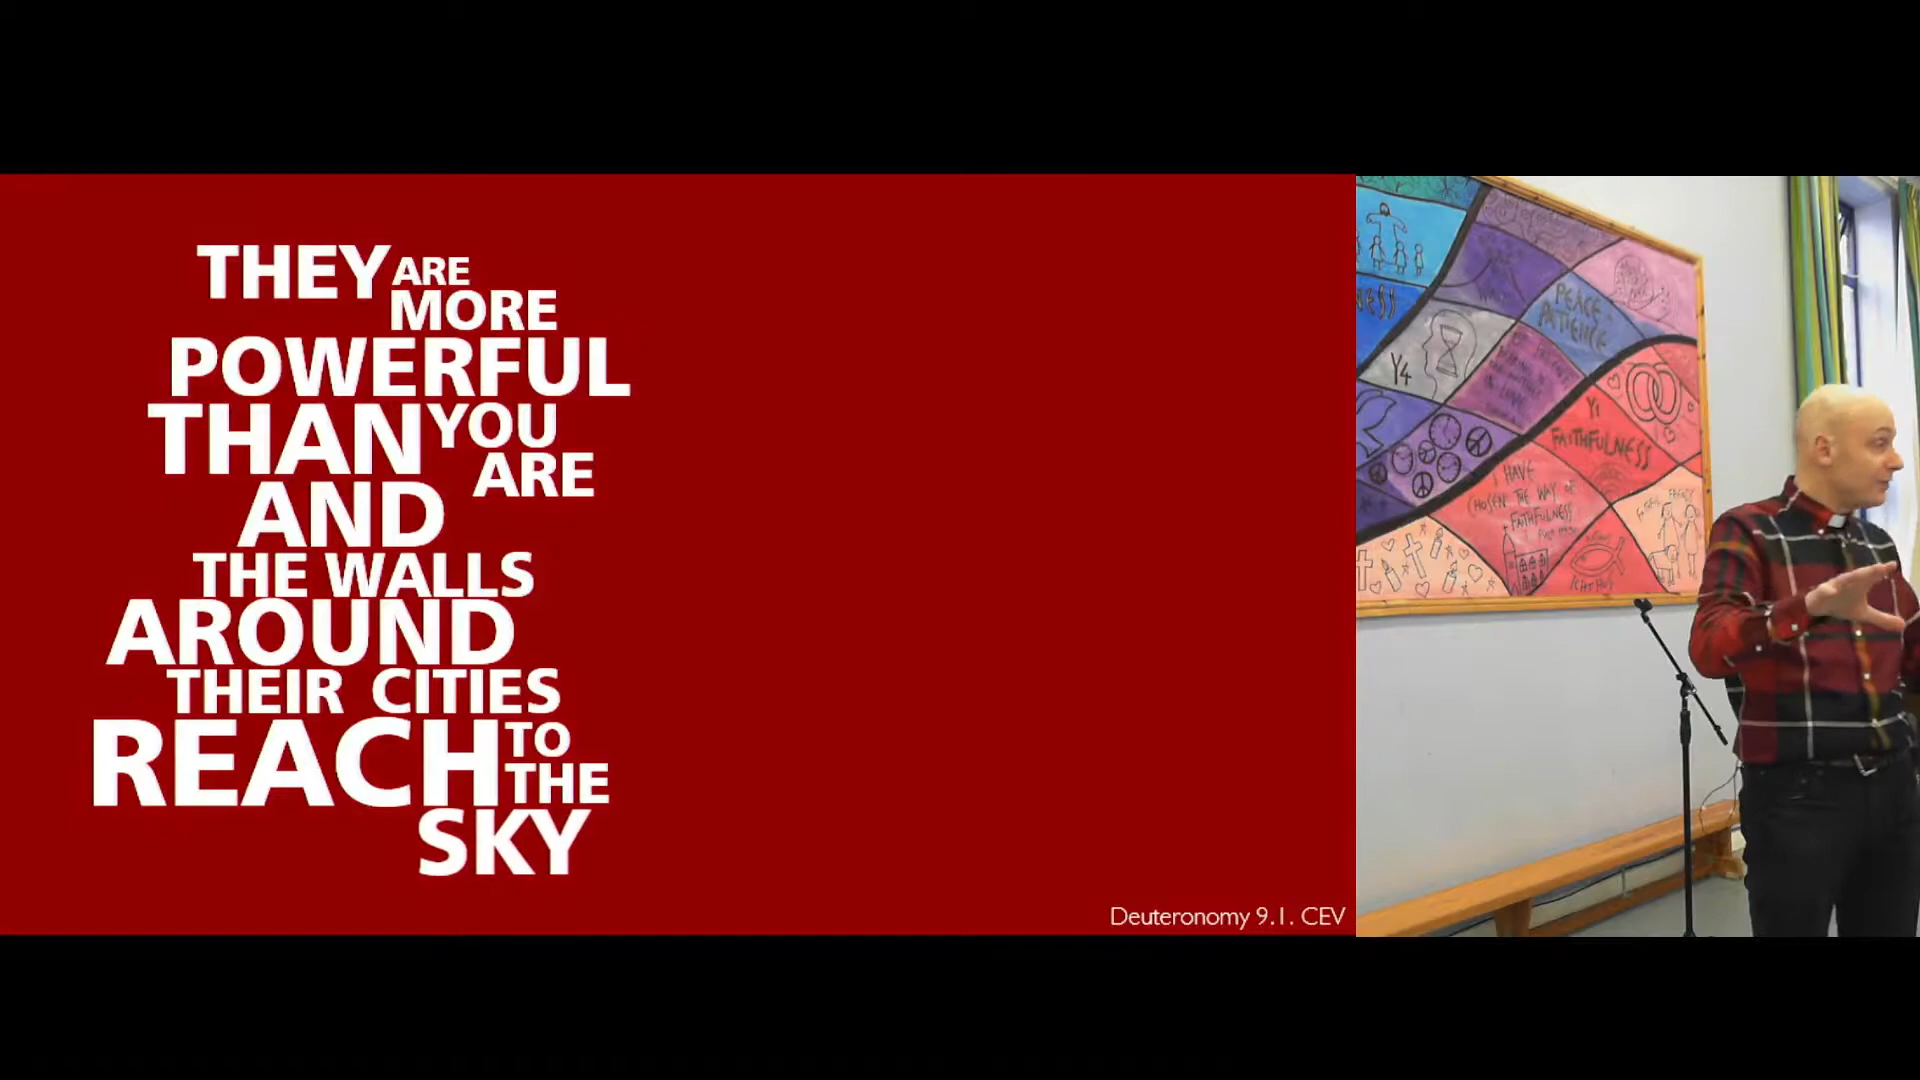 THEY ARE
MORE
POWERFUL
THAN YOU
ARE
AND
THE WALLS
AROUND
THEIR CITIES
REACH TO
THE
SKY
Deuteronomy 9.1. CEV
NESS
PEACE
PATIENCE
Y4
Y1
FAITHFULNESS
I HAVE
CHOSEN THE WAY OF
FAITHFULNESS